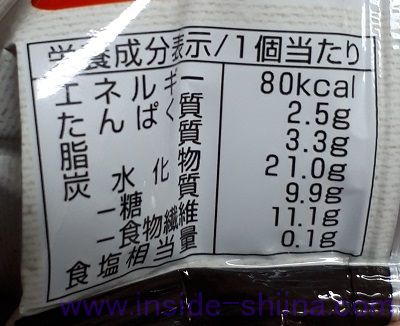 栄養成分表示/1個当たり
エネルギー 80kcal
たんぱく質 2.5g
脂質 3.3g
炭水化物 21.0g
-糖質 9.9g
-食物繊維 11.1g
食塩相当量 0.1g
www.inside-shiina.com